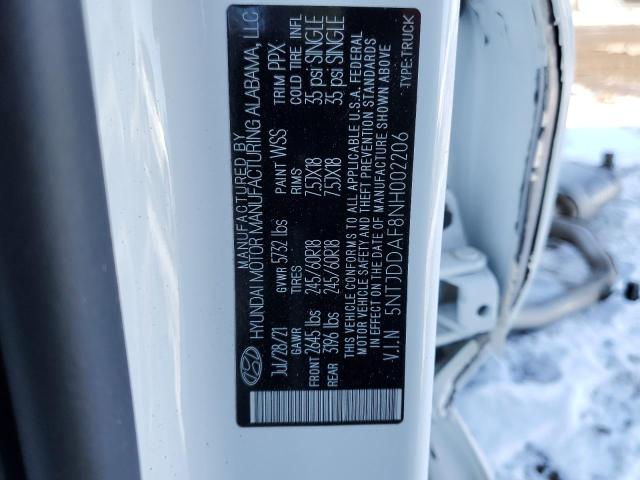 MANUFACTURED BY
HYUNDAI MOTOR MANUFACTURING ALABAMA, LLC
Jul/28/21 GVWR 5732 lbs PAINT WSS TRIM PPX
GAWR TIRES RIMS COLD TIRE INFL
FRONT 2645 lbs 245/60R18 7.5JX18 35 psi SINGLE
REAR 3196 lbs 245/60R18 7.5JX18 35 psi SINGLE
THIS VEHICLE CONFORMS TO ALL APPLICABLE U.S.A. FEDERAL
MOTOR VEHICLE SAFETY AND THEFT PREVENTION STANDARDS
IN EFFECT ON THE DATE OF MANUFACTURE SHOWN ABOVE
V.I.N 5NTJDDAF8NH002206 TYPE:TRUCK